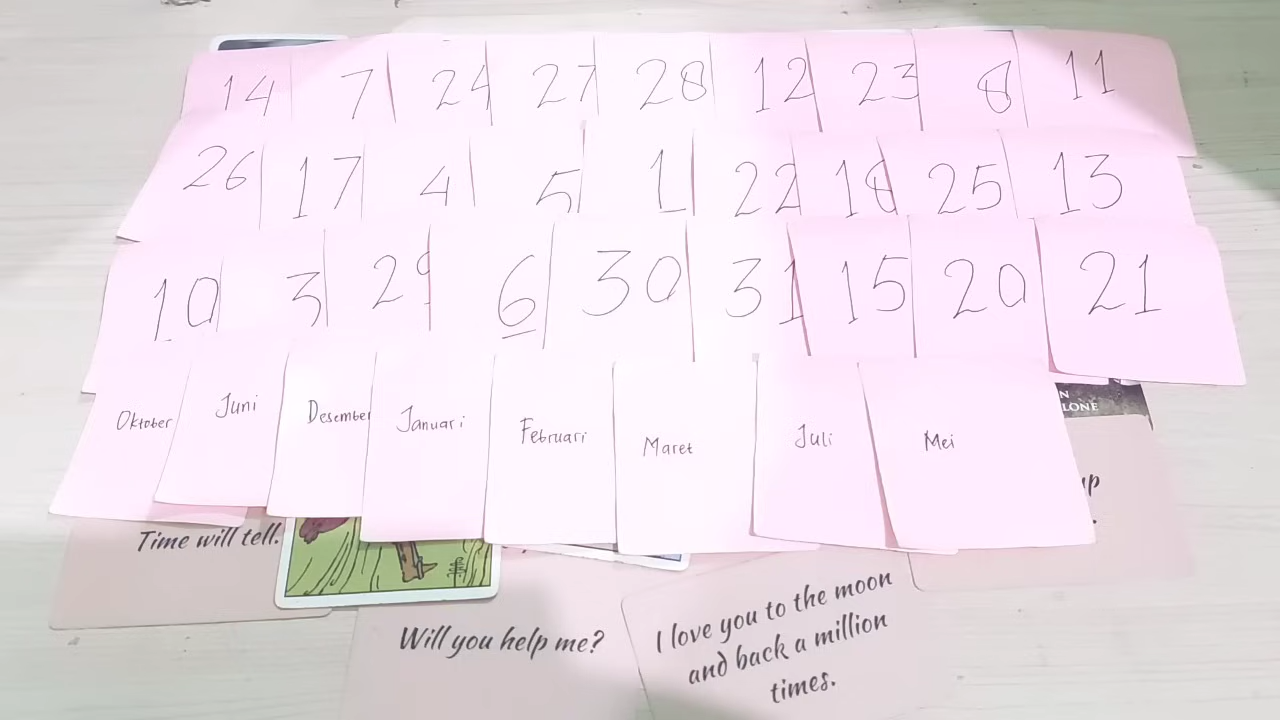 14 7 24 27 28 12 23 8 11
26 17 4 5 1 22 18 25 13
10 3 29 6 30 31 15 20 21
Oktober Juni Desember Januari Februari Maret Juli Mei
LONE
Time will tell.
Will you help me?
I love you to the moon
and back a million
times.